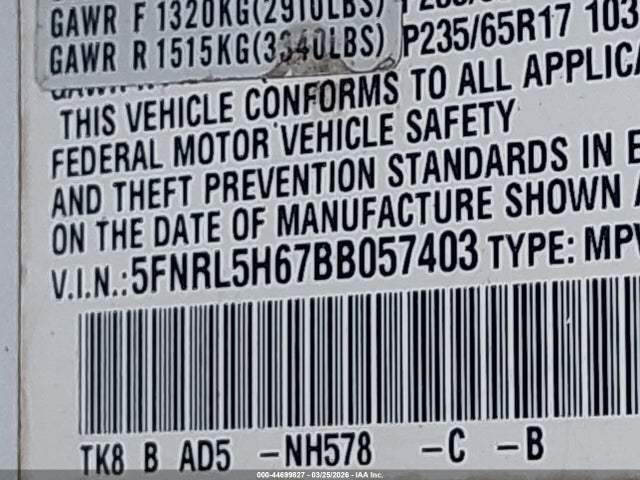 GAWR F 1320KG(2910LBS)
GAWR R 1515KG(3340LBS) P235/65R17 103
THIS VEHICLE CONFORMS TO ALL APPLICA
FEDERAL MOTOR VEHICLE SAFETY
AND THEFT PREVENTION STANDARDS IN E
ON THE DATE OF MANUFACTURE SHOWN A
V.I.N.:5FNRL5H67BB057403 TYPE: MPV
TK8 B AD5 -NH578 -C -B
000-44699827 - 03/25/2026 - IAA Inc.